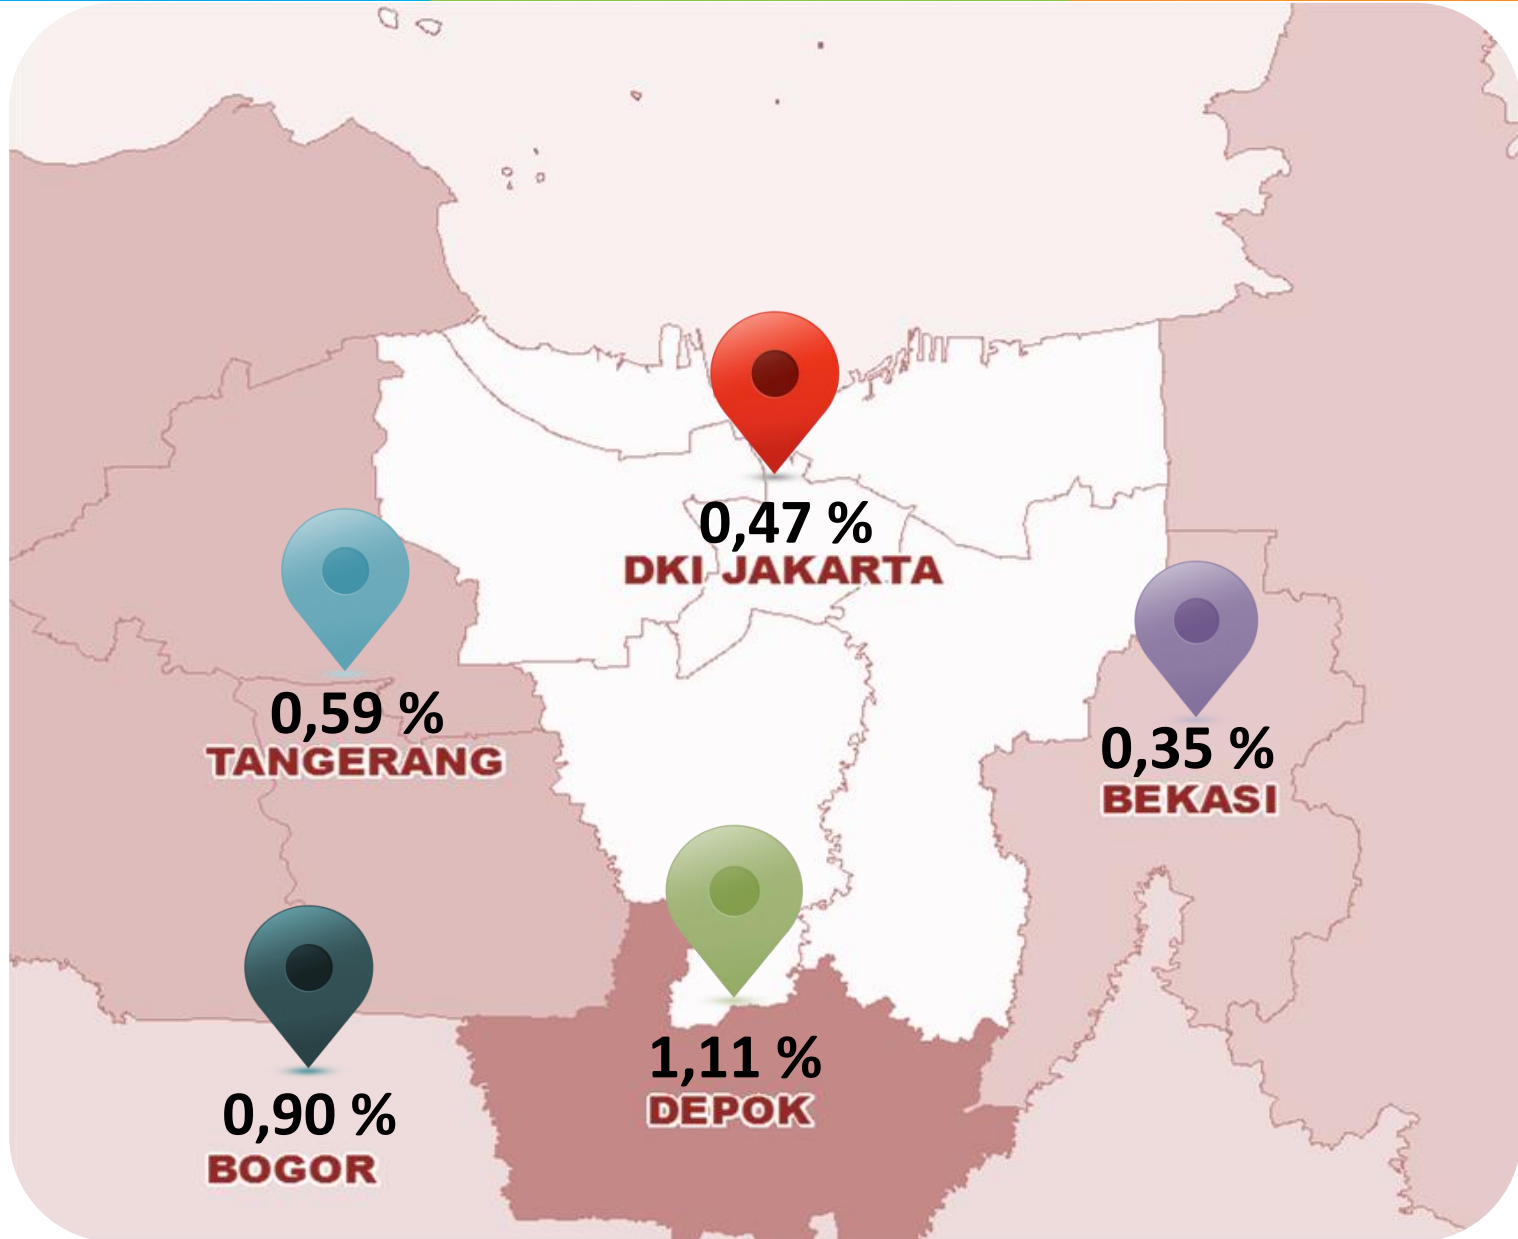 0,47 %
DKI JAKARTA
0,59 %
TANGERANG
0,35 %
BEKASI
1,11 %
DEPOK
0,90 %
BOGOR